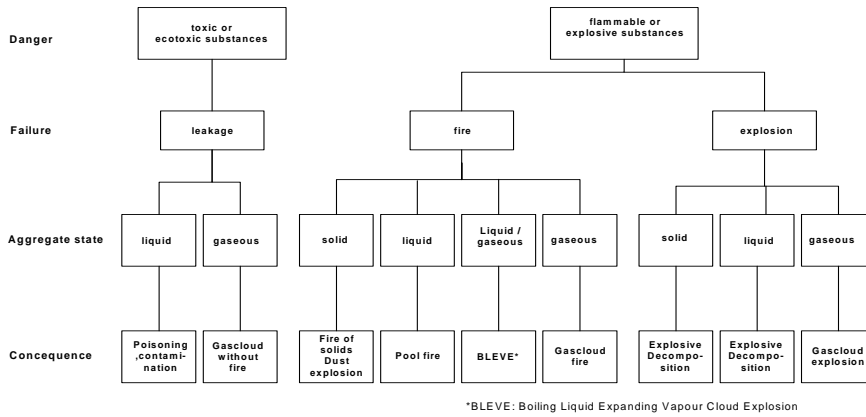 Danger
toxic or
ecotoxic substances
flammable or
explosive substances
Failure
leakage
fire
explosion
Aggregate state
liquid
gaseous
solid
liquid
Liquid /
gaseous
gaseous
solid
liquid
gaseous
Concequence
Poisoning
,contami-
nation
Gascloud
without
fire
Fire of
solids
Dust
explosion
Pool fire
BLEVE*
Gascloud
fire
Explosive
Decompo-
sition
Explosive
Decompo-
sition
Gascloud
explosion
*BLEVE: Boiling Liquid Expanding Vapour Cloud Explosion